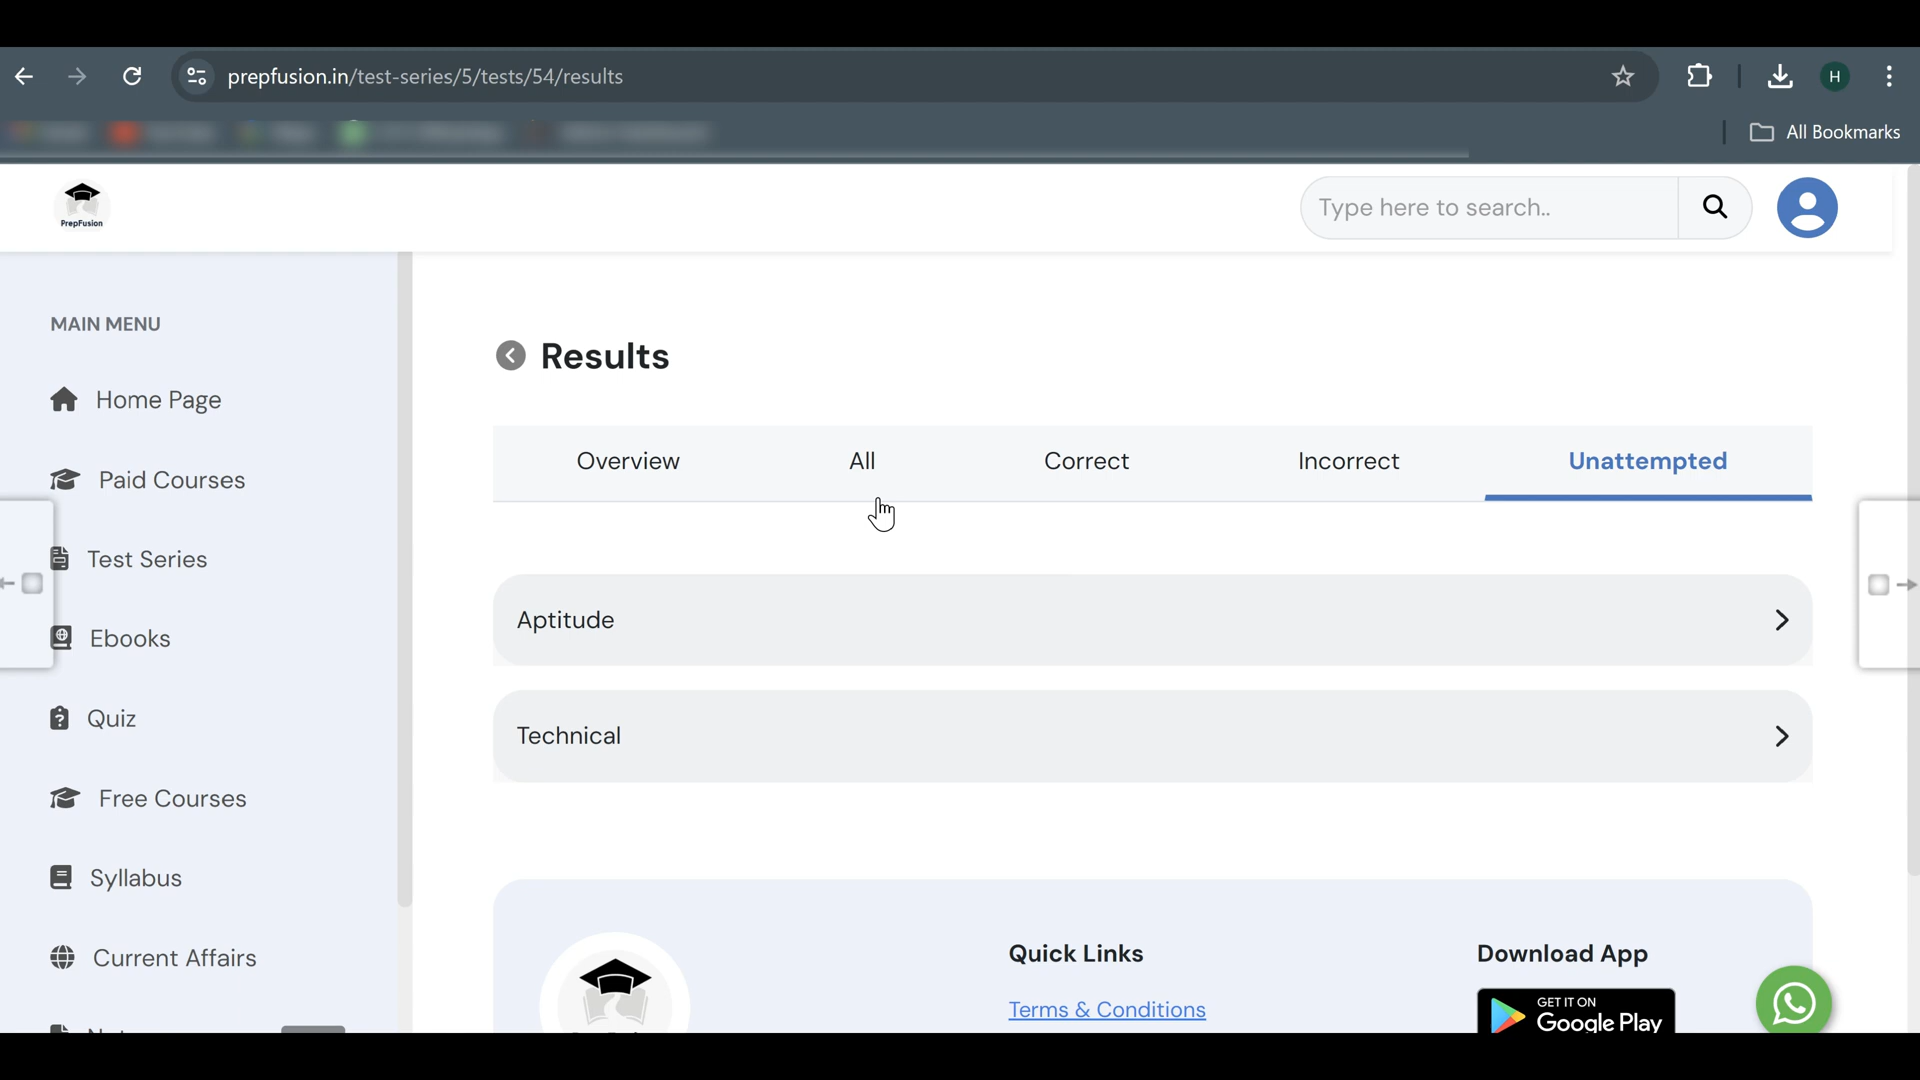 prepfusion.in/test-series/5/tests/54/results
H
All Bookmarks
PrepFusion
Type here to search..
MAIN MENU
Home Page
Paid Courses
Test Series
Ebooks
Quiz
Free Courses
Syllabus
Current Affairs
Results
Overview
All
Correct
Incorrect
Unattempted
Aptitude
Technical
Quick Links
Terms & Conditions
Download App
GET IT ON
Google Play